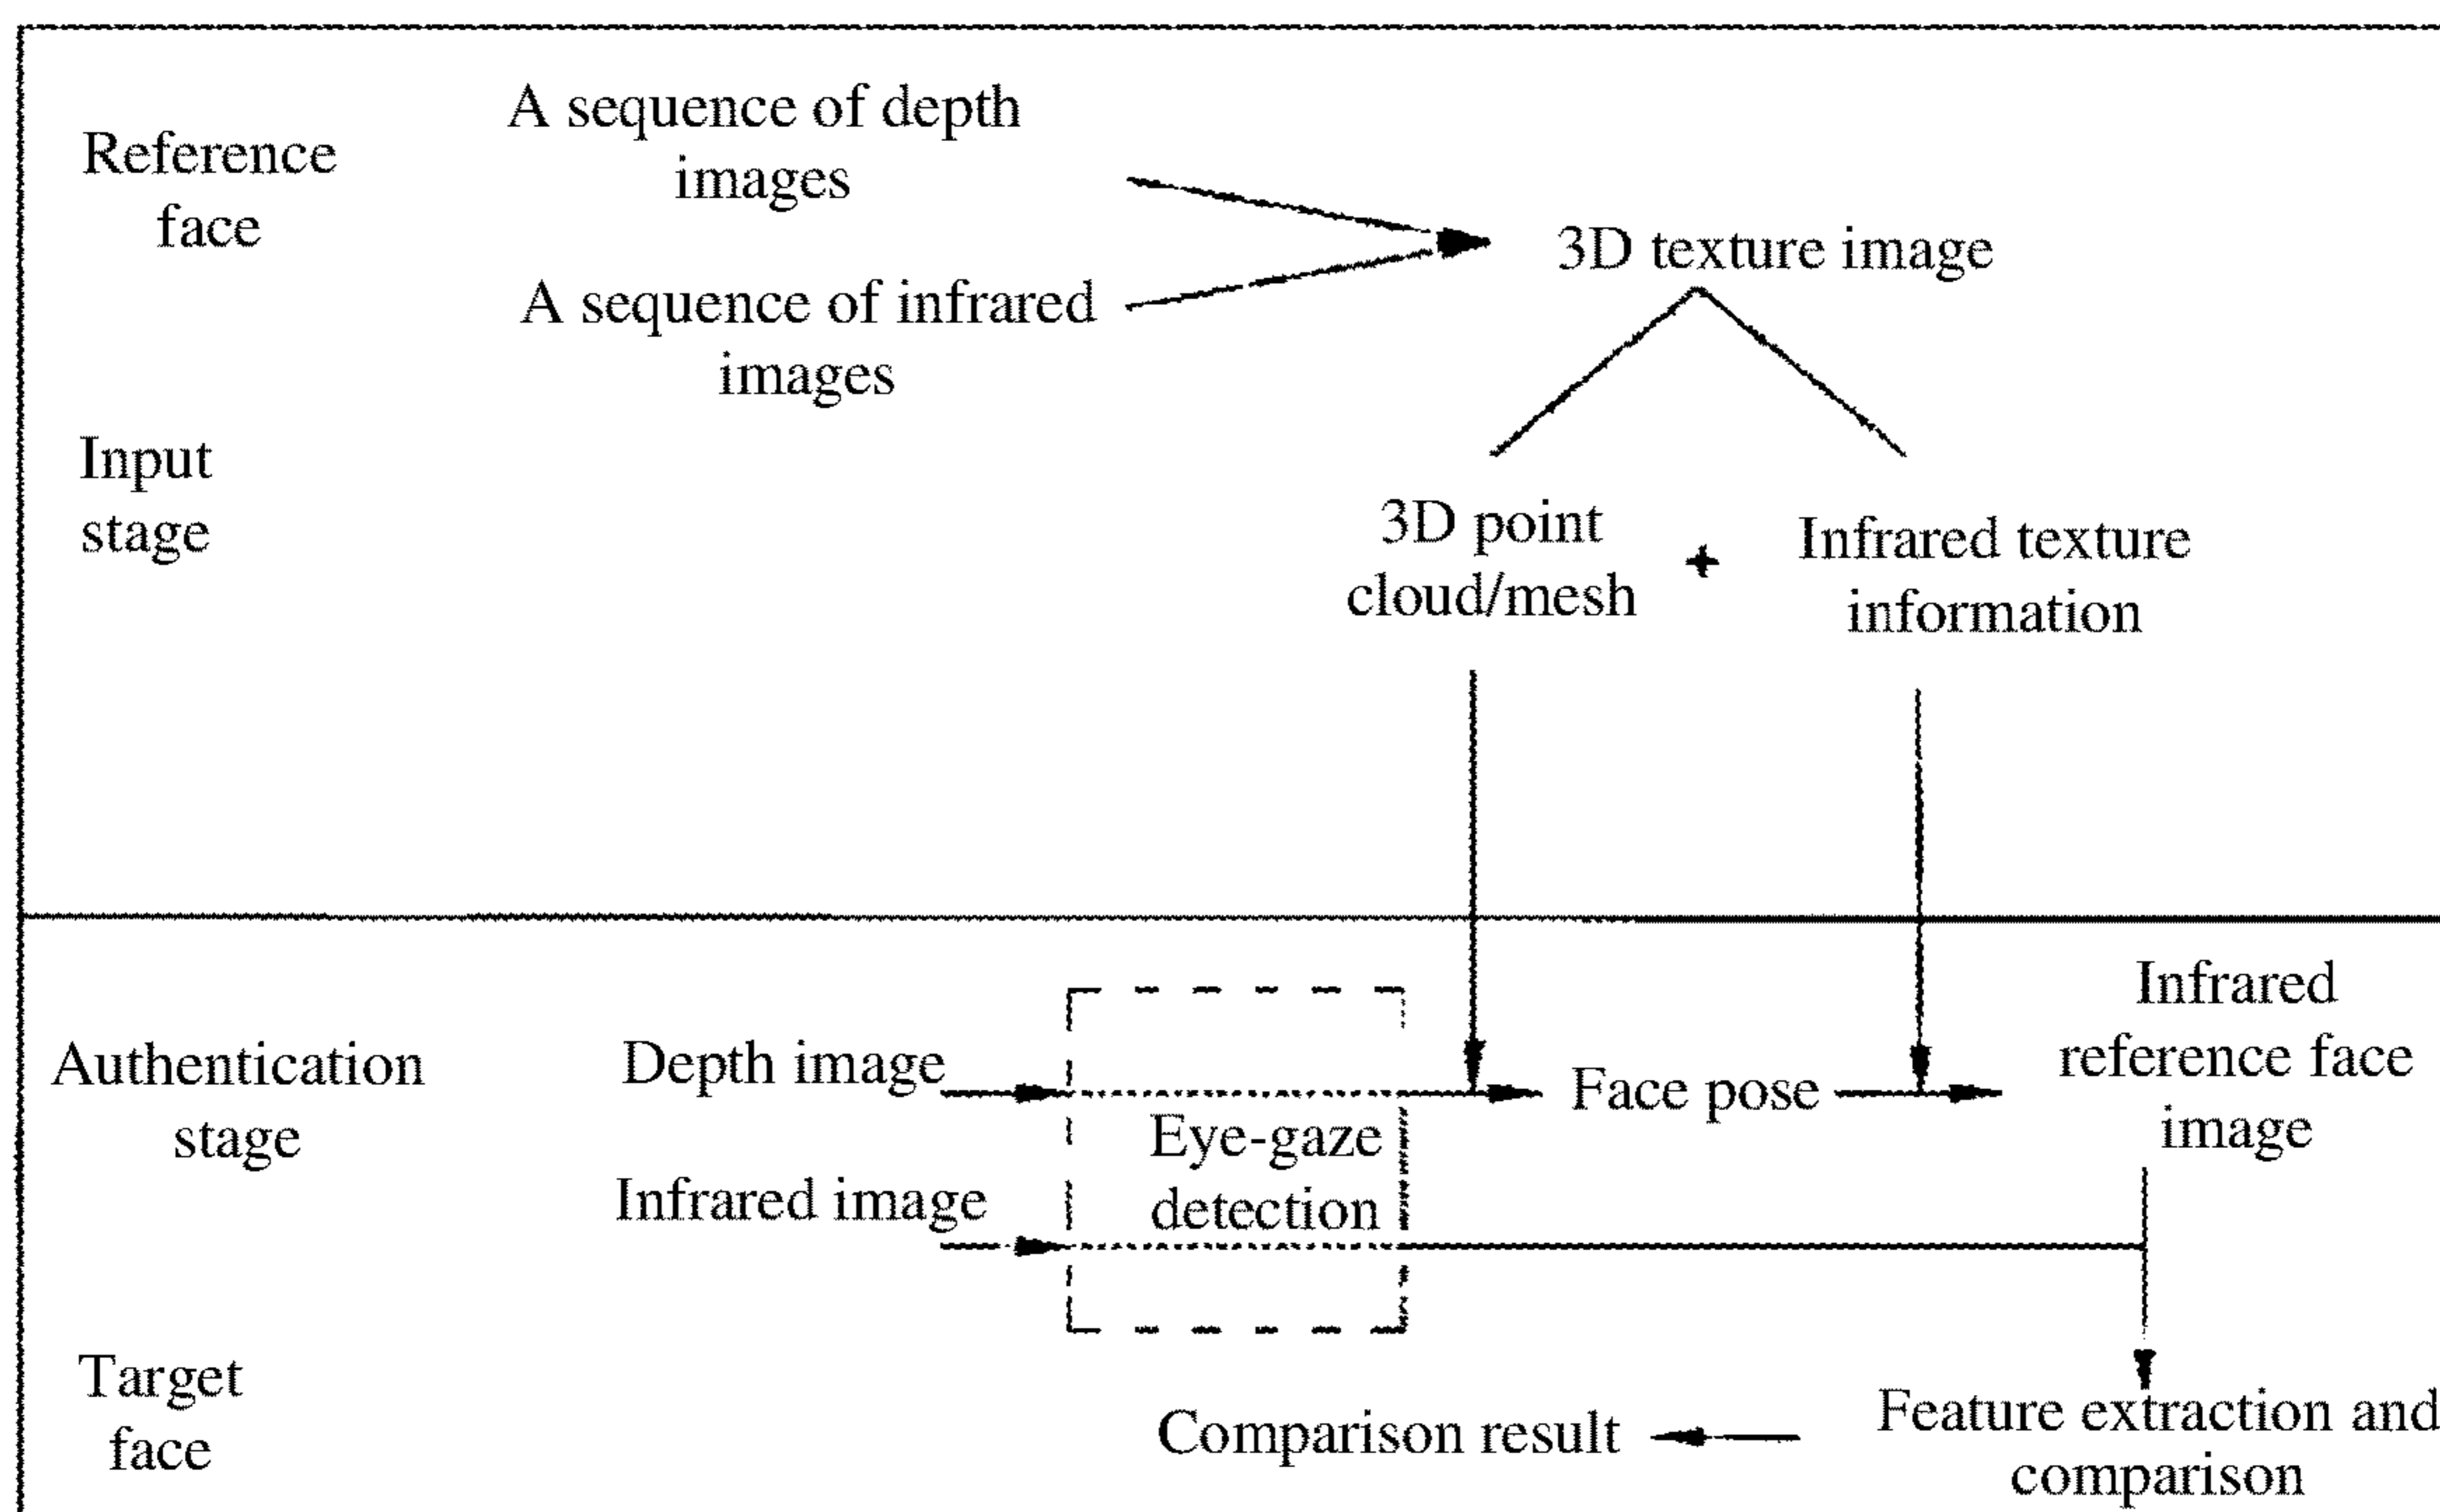 Reference
face
A sequence of depth
images
A sequence of infrared
images
3D texture image
Input
stage
3D point
cloud/mesh
+
Infrared texture
information
Authentication
stage
Depth image
Infrared image
Eye-gaze
detection
Face pose
Infrared
reference face
image
Target
face
Comparison result
Feature extraction and
comparison